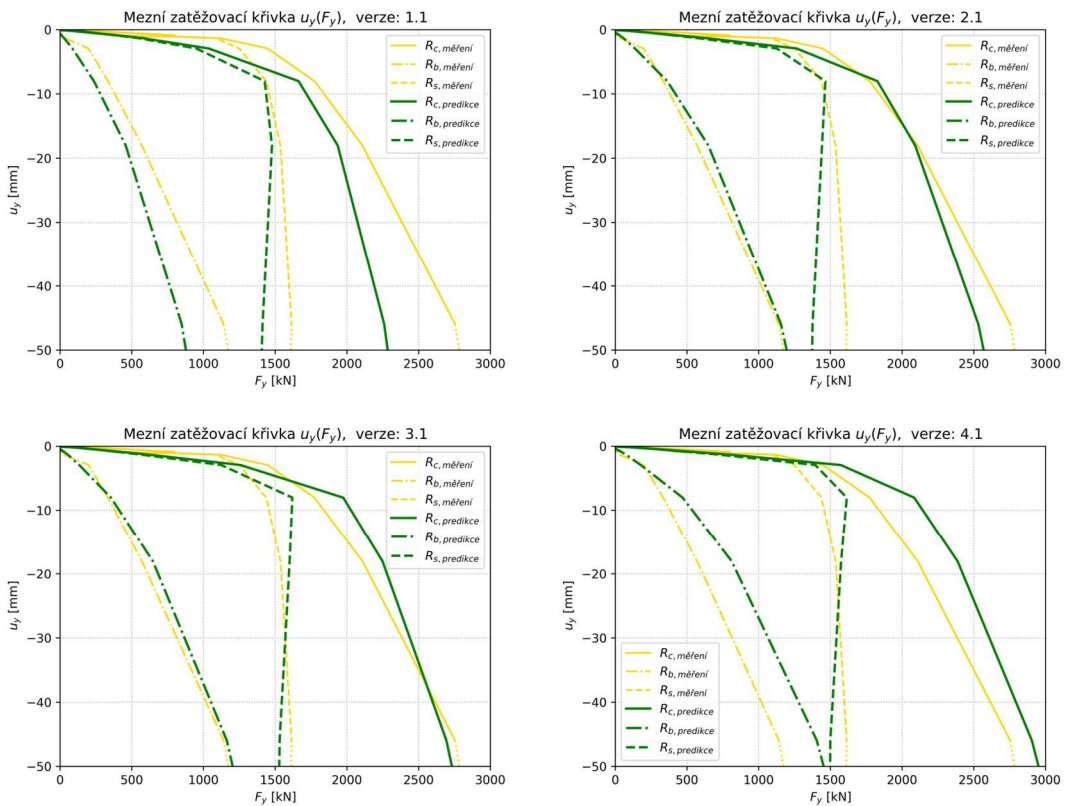 Mezní zatěžovací křivka u_y(F_y),  verze: 1.1
0
−10
−20
−30
−40
−50
u_y [mm]
R_c,měření
R_b,měření
R_s,měření
R_c,predikce
R_b,predikce
R_s,predikce
0 500 1000 1500 2000 2500 3000
F_y [kN]
Mezní zatěžovací křivka u_y(F_y),  verze: 2.1
0
−10
−20
−30
−40
−50
u_y [mm]
R_c,měření
R_b,měření
R_s,měření
R_c,predikce
R_b,predikce
R_s,predikce
0 500 1000 1500 2000 2500 3000
F_y [kN]
Mezní zatěžovací křivka u_y(F_y),  verze: 3.1
0
−10
−20
−30
−40
−50
u_y [mm]
R_c,měření
R_b,měření
R_s,měření
R_c,predikce
R_b,predikce
R_s,predikce
0 500 1000 1500 2000 2500 3000
F_y [kN]
Mezní zatěžovací křivka u_y(F_y),  verze: 4.1
0
−10
−20
−30
−40
−50
u_y [mm]
R_c,měření
R_b,měření
R_s,měření
R_c,predikce
R_b,predikce
R_s,predikce
0 500 1000 1500 2000 2500 3000
F_y [kN]